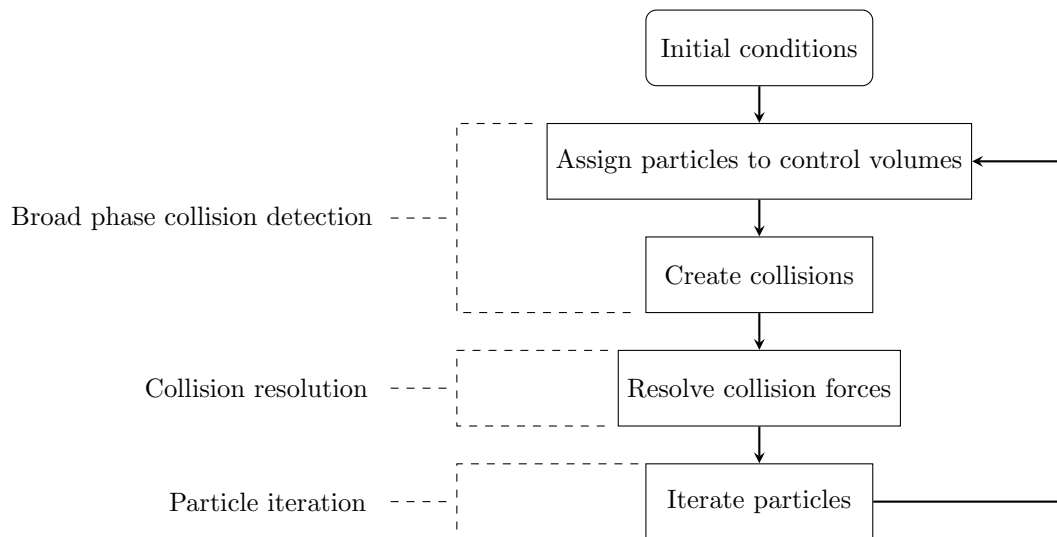 Initial conditions
Assign particles to control volumes
Broad phase collision detection
Create collisions
Collision resolution
Resolve collision forces
Particle iteration
Iterate particles